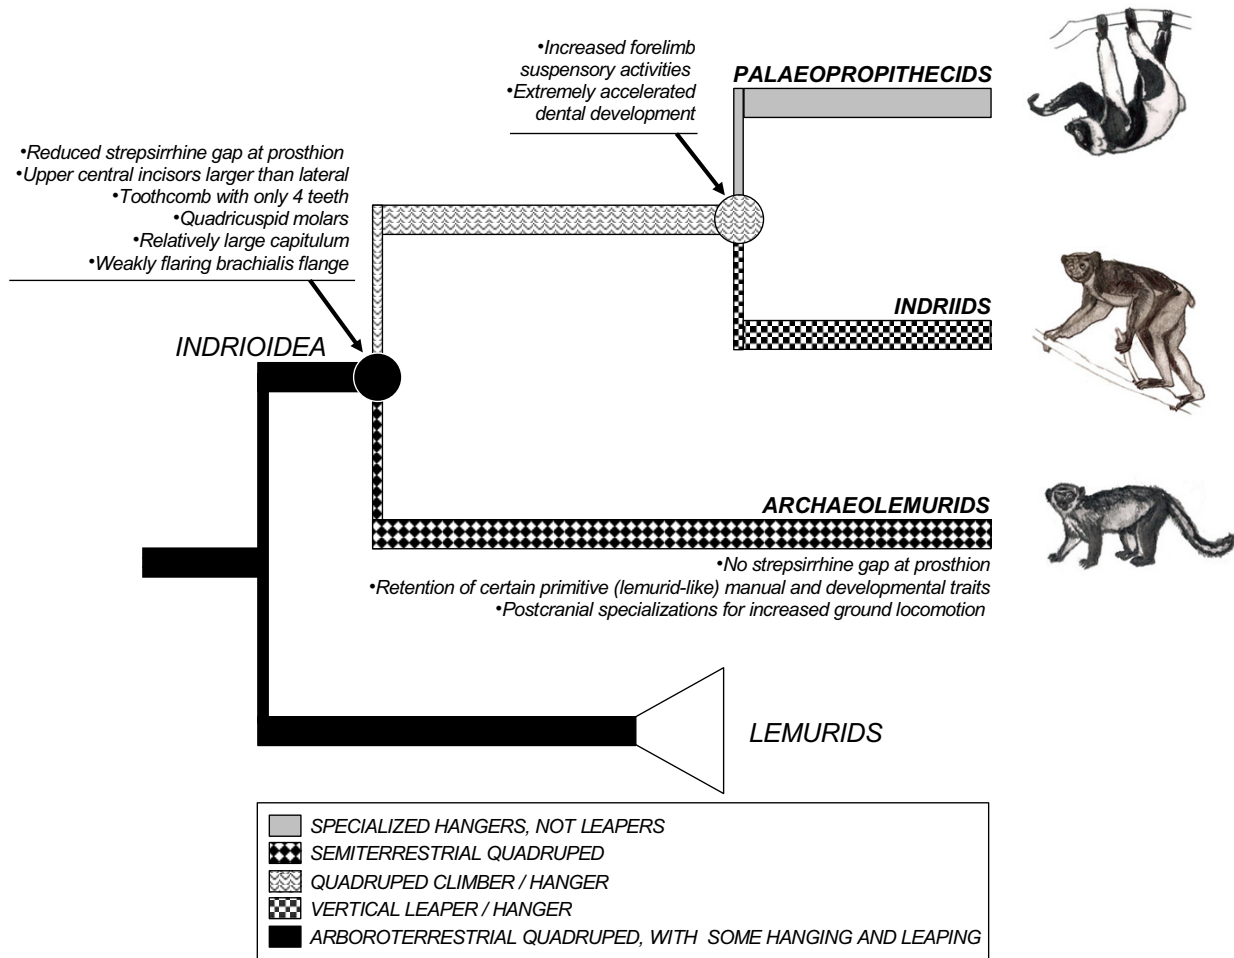 •Increased forelimb
suspensory activities
•Extremely accelerated
dental development
PALAEOPROPITHECIDS
•Reduced strepsirrhine gap at prosthion
•Upper central incisors larger than lateral
•Toothcomb with only 4 teeth
•Quadricuspid molars
•Relatively large capitulum
•Weakly flaring brachialis flange
INDRIIDS
INDRIOIDEA
ARCHAEOLEMURIDS
•No strepsirrhine gap at prosthion
•Retention of certain primitive (lemurid-like) manual and developmental traits
•Postcranial specializations for increased ground locomotion
LEMURIDS
SPECIALIZED HANGERS, NOT LEAPERS
SEMITERRESTRIAL QUADRUPED
QUADRUPED CLIMBER / HANGER
VERTICAL LEAPER / HANGER
ARBOROTERRESTRIAL QUADRUPED, WITH SOME HANGING AND LEAPING